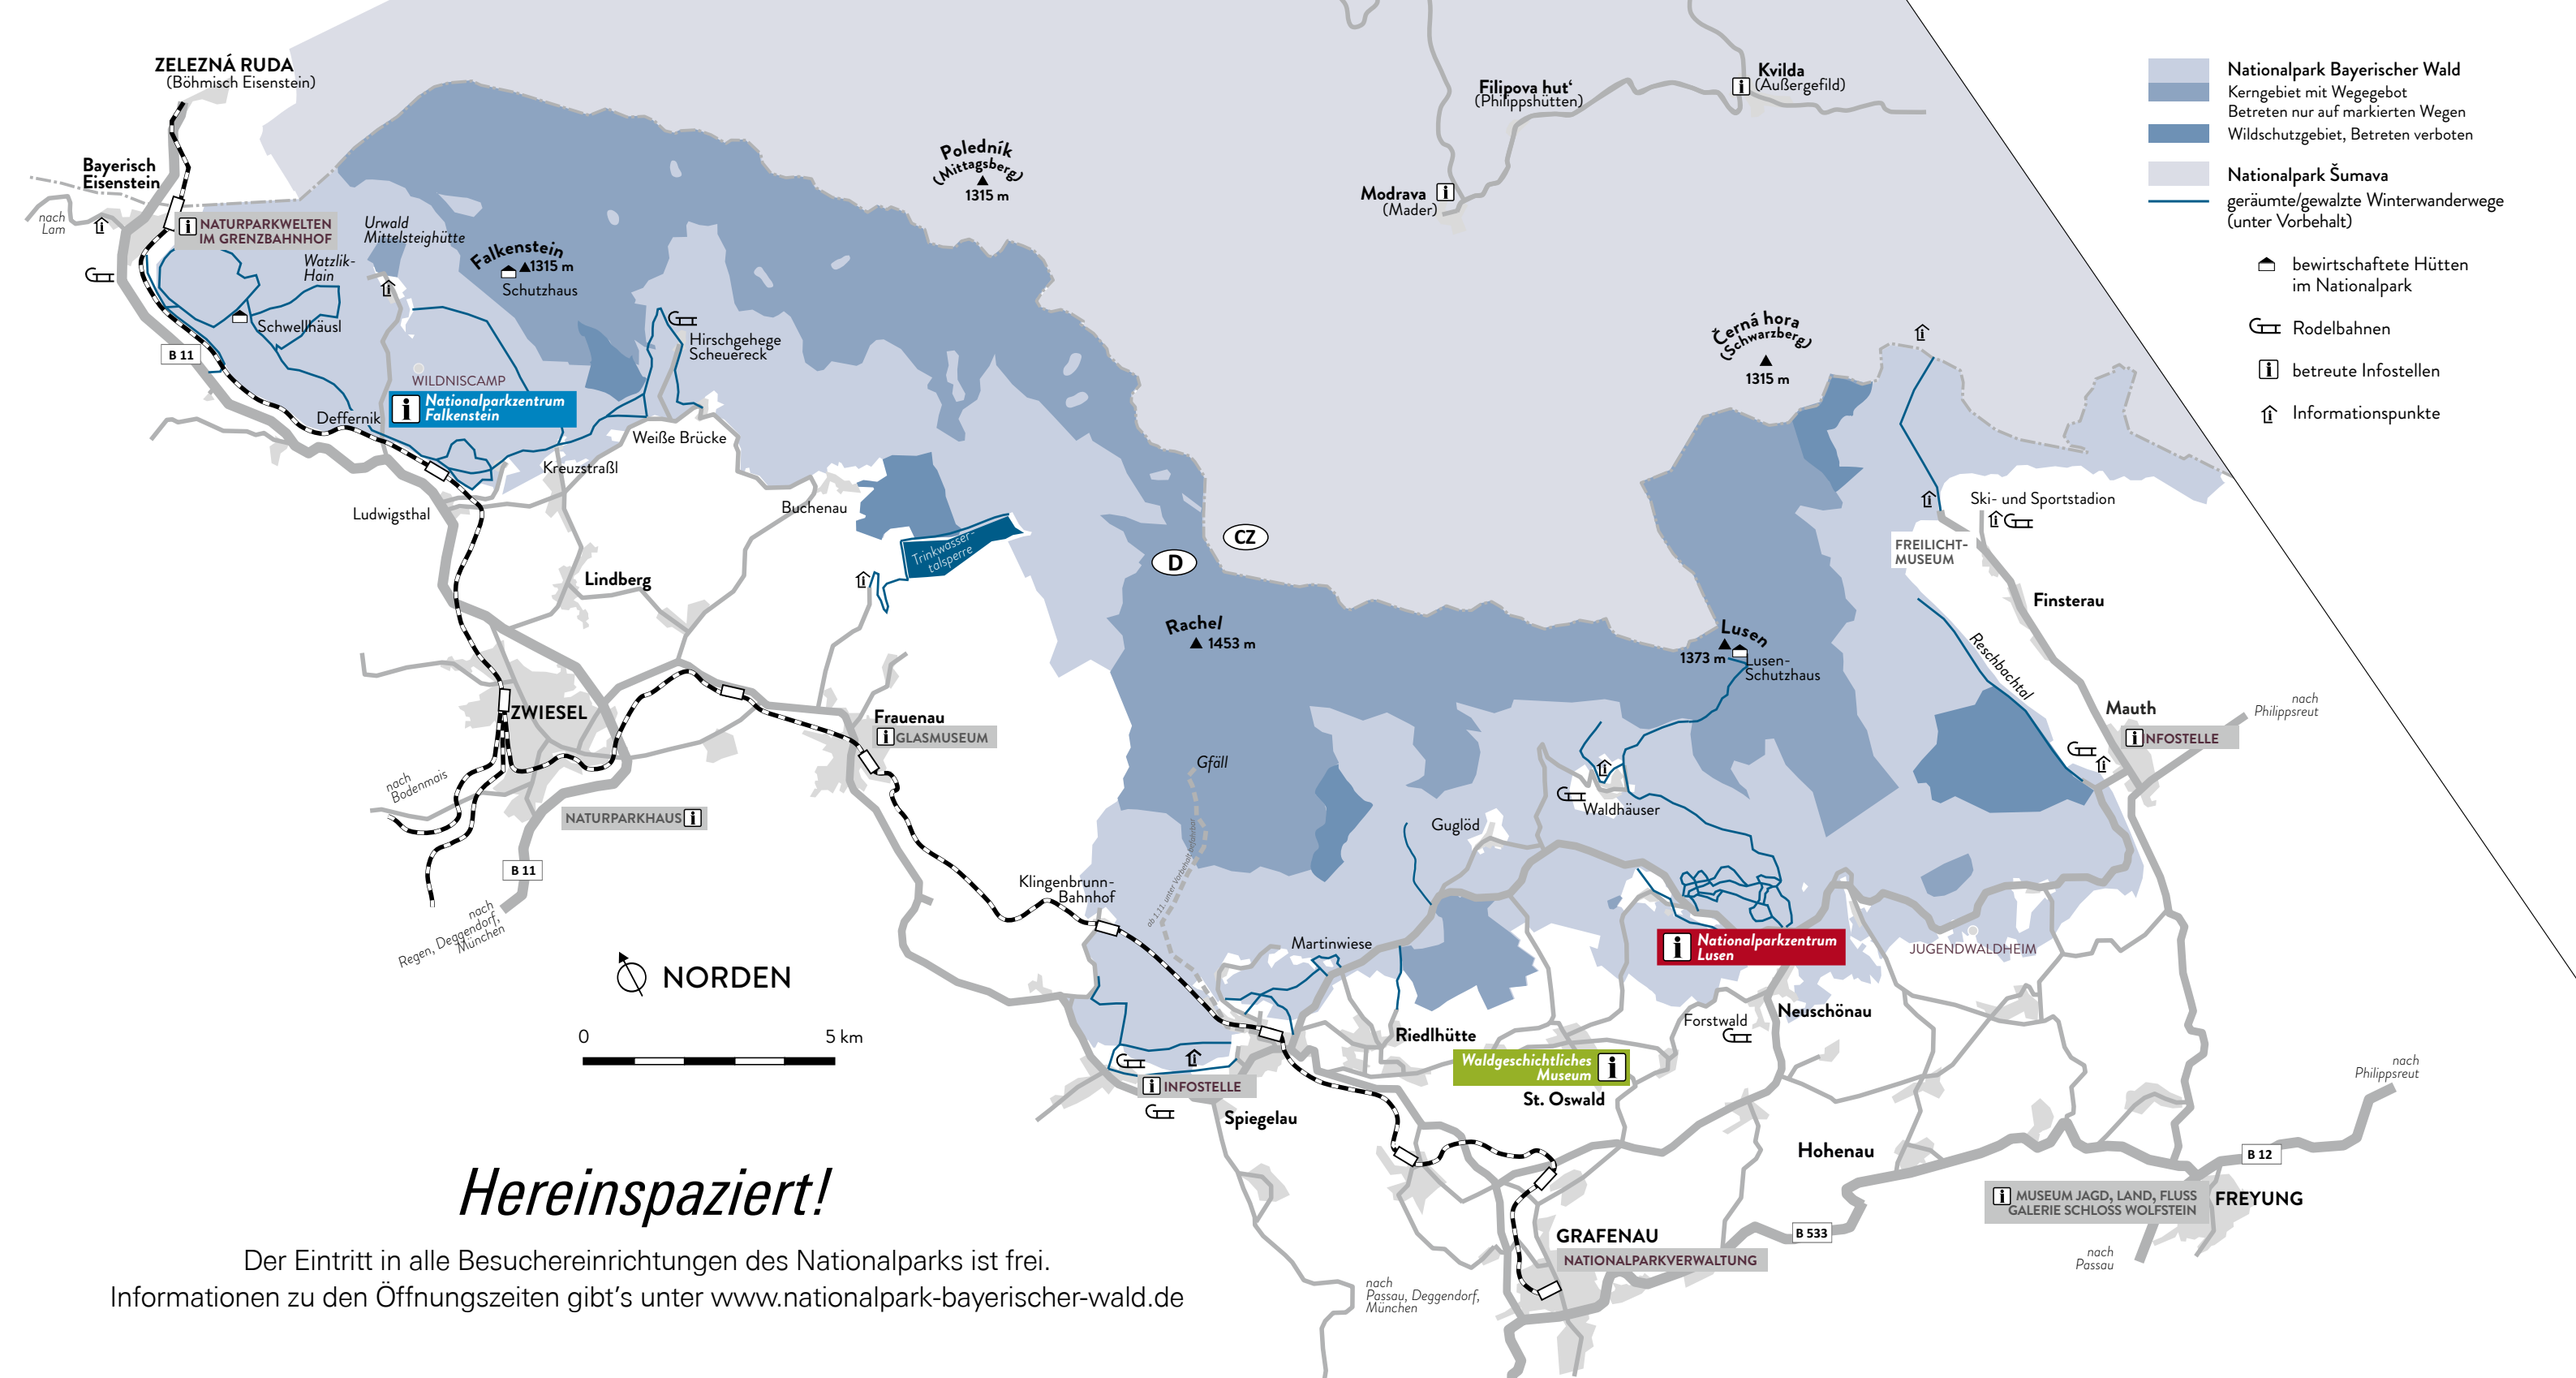 ZELEZNÁ RUDA
(Böhmisch Eisenstein)
Bayerisch
Eisenstein
nach
Lam
i
NATURPARKWELTEN
IM GRENZBAHNHOF
Urwald
Mittelsteighütte
Watzlik-
Hain
Falkenstein
1315 m
Schutzhaus
Schwellhäusl
B 11
Hirschgehege
Scheuereck
WILDNISCAMP
i
Nationalparkzentrum
Falkenstein
Deffernik
Weiße Brücke
Kreuzstraßl
Ludwigsthal
Buchenau
Trinkwasser-
talsperre
Lindberg
ZWIESEL
Frauenau
i GLASMUSEUM
nach
Bodenmais
NATURPARKHAUS i
B 11
nach
Regen, Deggendorf,
München
Poledník
(Mittagsberg)
1315 m
Filipova hut‘
(Philippshütten)
Kvilda
i (Außergefild)
Modrava i
(Mader)
Černá hora
(Schwarzberg)
1315 m
CZ
D
Rachel
1453 m
Lusen
1373 m
Lusen-
Schutzhaus
Gfäll
ab 1.11. unter Vorbehalt befahrbar
Klingenbrunn-
Bahnhof
Martinwiese
Guglöd
Waldhäuser
i
Nationalparkzentrum
Lusen
JUGENDWALDHEIM
Ski- und Sportstadion
FREILICHT-
MUSEUM
Finsterau
Reschbachtal
Mauth
i NFOSTELLE
nach
Philippsreut
Neuschönau
Forstwald
Riedlhütte
Waldgeschichtliches
Museum
i
St. Oswald
i INFOSTELLE
Spiegelau
Hohenau
nach
Philippsreut
B 12
i MUSEUM JAGD, LAND, FLUSS
GALERIE SCHLOSS WOLFSTEIN
FREYUNG
nach
Passau
B 533
GRAFENAU
NATIONALPARKVERWALTUNG
nach
Passau, Deggendorf,
München
NORDEN
0 5 km
Hereinspaziert!
Der Eintritt in alle Besuchereinrichtungen des Nationalparks ist frei.
Informationen zu den Öffnungszeiten gibt’s unter www.nationalpark-bayerischer-wald.de
Nationalpark Bayerischer Wald
Kerngebiet mit Wegegebot
Betreten nur auf markierten Wegen
Wildschutzgebiet, Betreten verboten
Nationalpark Šumava
geräumte/gewalzte Winterwanderwege
(unter Vorbehalt)
bewirtschaftete Hütten
im Nationalpark
Rodelbahnen
i betreute Infostellen
i Informationspunkte